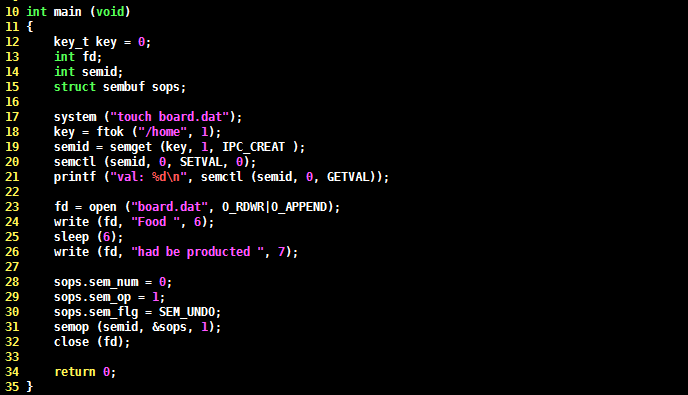 10 int main (void)
11 {
12     key_t key = 0;
13     int fd;
14     int semid;
15     struct sembuf sops;
16
17     system ("touch board.dat");
18     key = ftok ("/home", 1);
19     semid = semget (key, 1, IPC_CREAT );
20     semctl (semid, 0, SETVAL, 0);
21     printf ("val: %d\n", semctl (semid, 0, GETVAL));
22
23     fd = open ("board.dat", O_RDWR|O_APPEND);
24     write (fd, "Food ", 6);
25     sleep (6);
26     write (fd, "had be producted ", 7);
27
28     sops.sem_num = 0;
29     sops.sem_op = 1;
30     sops.sem_flg = SEM_UNDO;
31     semop (semid, &sops, 1);
32     close (fd);
33
34     return 0;
35 }